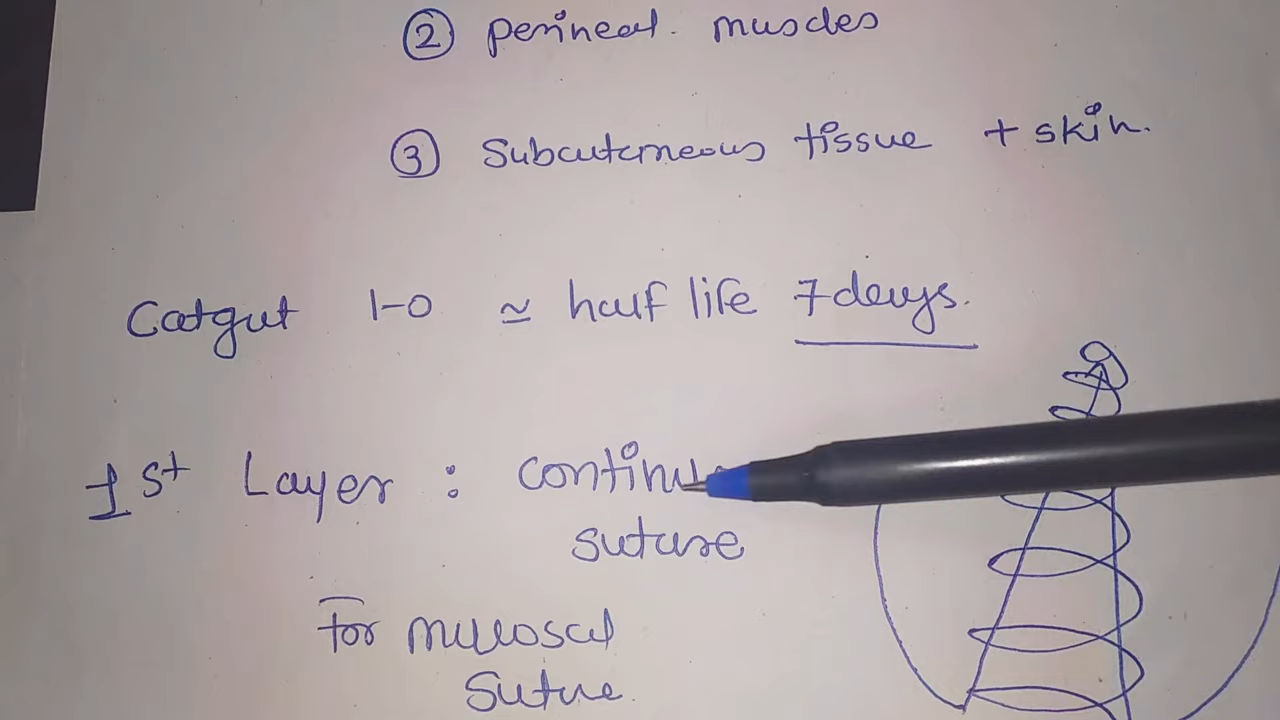 ② perineal. muscles
③ Subcutaneous tissue + skin.
Catgut 1-0 ≃ half life 7 days.
1st Layer : continu
suture
For mucosal
Suture.